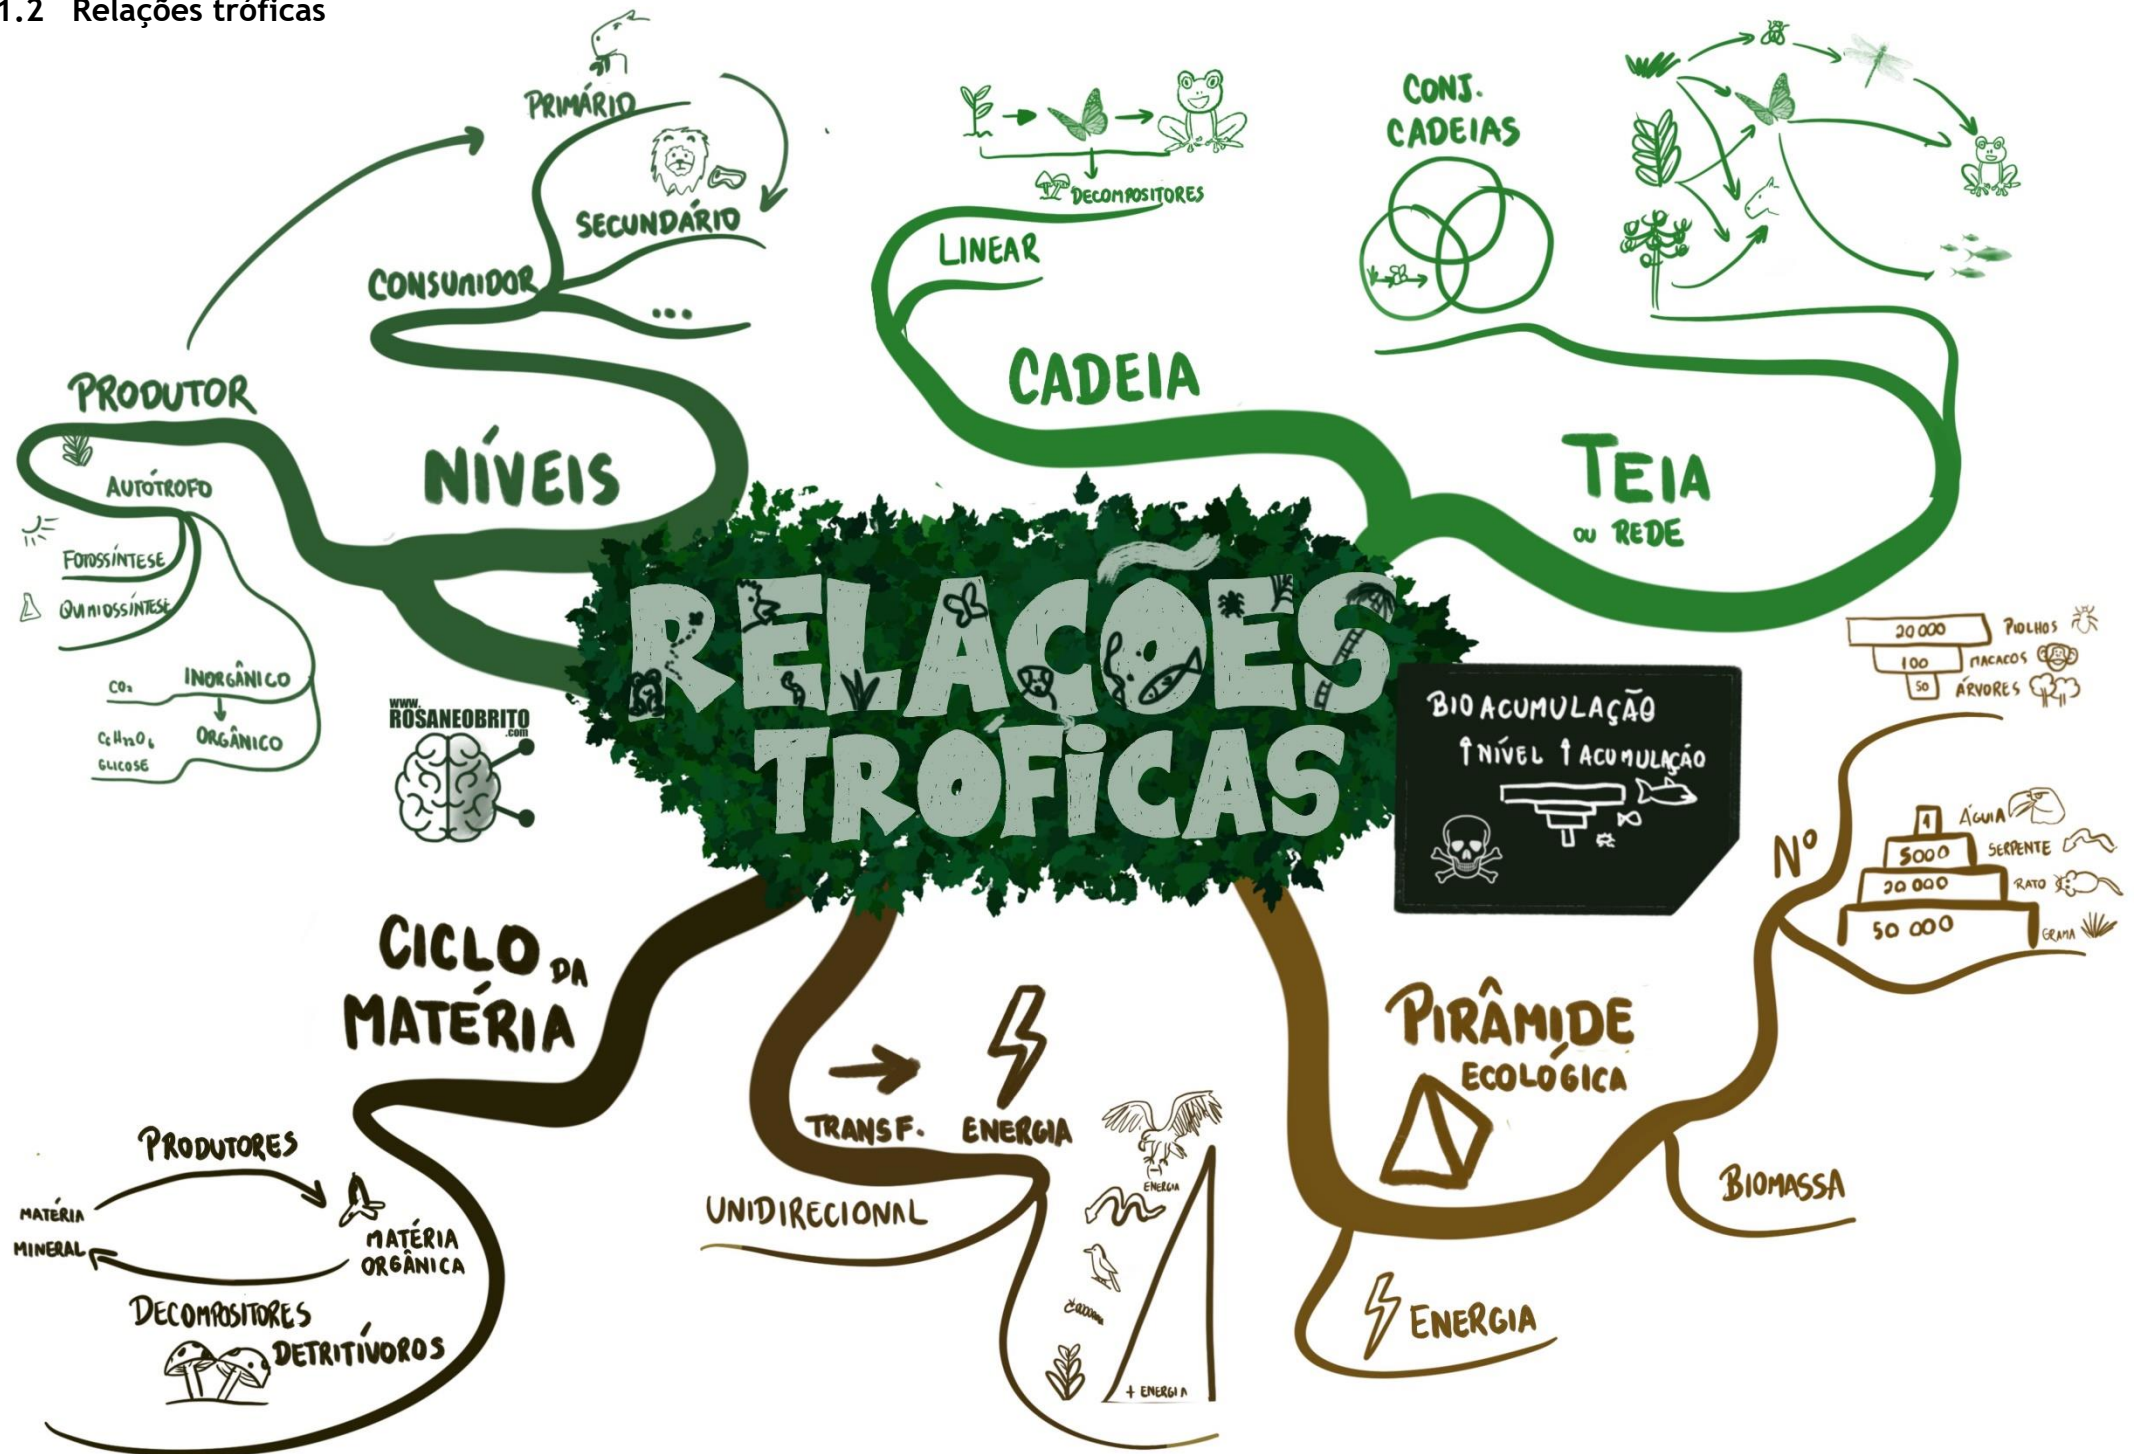 1.2 Relações tróficas
RELAÇÕES
TRÓFICAS
NÍVEIS
PRODUTOR
AUTÓTROFO
FOTOSSÍNTESE
QUIMIOSSÍNTESE
CO₂
INORGÂNICO
C₆H₁₂O₆
GLICOSE
ORGÂNICO
CONSUMIDOR
PRIMÁRIO
SECUNDÁRIO
...
CADEIA
LINEAR
DECOMPOSITORES
TEIA
OU REDE
CONJ.
CADEIAS
BIOACUMULAÇÃO
↑ NÍVEL ↑ ACUMULAÇÃO
PIRÂMIDE
ECOLÓGICA
Nº
20 000 PIOLHOS
100 MACACOS
50 ÁRVORES
1 ÁGUIA
5000 SERPENTE
20 000 RATO
50 000 GRAMA
BIOMASSA
ENERGIA
TRANSF. ENERGIA
UNIDIRECIONAL
- ENERGIA
+ ENERGIA
CICLO DA
MATÉRIA
PRODUTORES
MATÉRIA
MINERAL
MATÉRIA
ORGÂNICA
DECOMPOSITORES
DETRITÍVOROS
WWW.
ROSANEOBRITO
.com